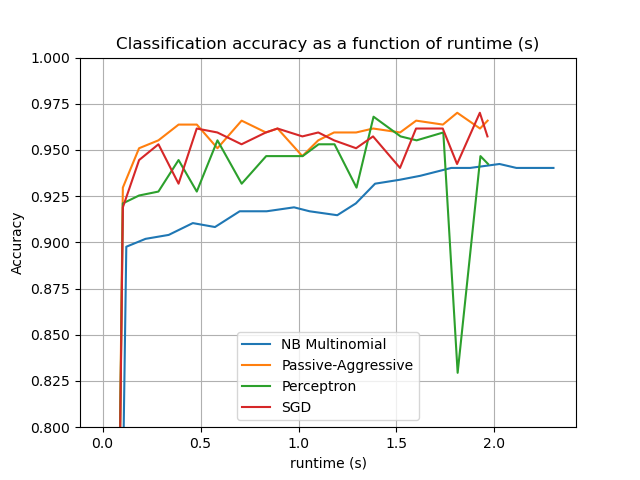 Classification accuracy as a function of runtime (s)
1.000
0.975
0.950
0.925
0.900
0.875
0.850
0.825
0.800
Accuracy
NB Multinomial
Passive-Aggressive
Perceptron
SGD
0.0 0.5 1.0 1.5 2.0
runtime (s)